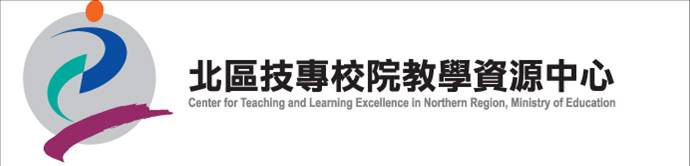 北區技專校院教學資源中心
Center for Teaching and Learning Excellence in Northern Region, Ministry of Education